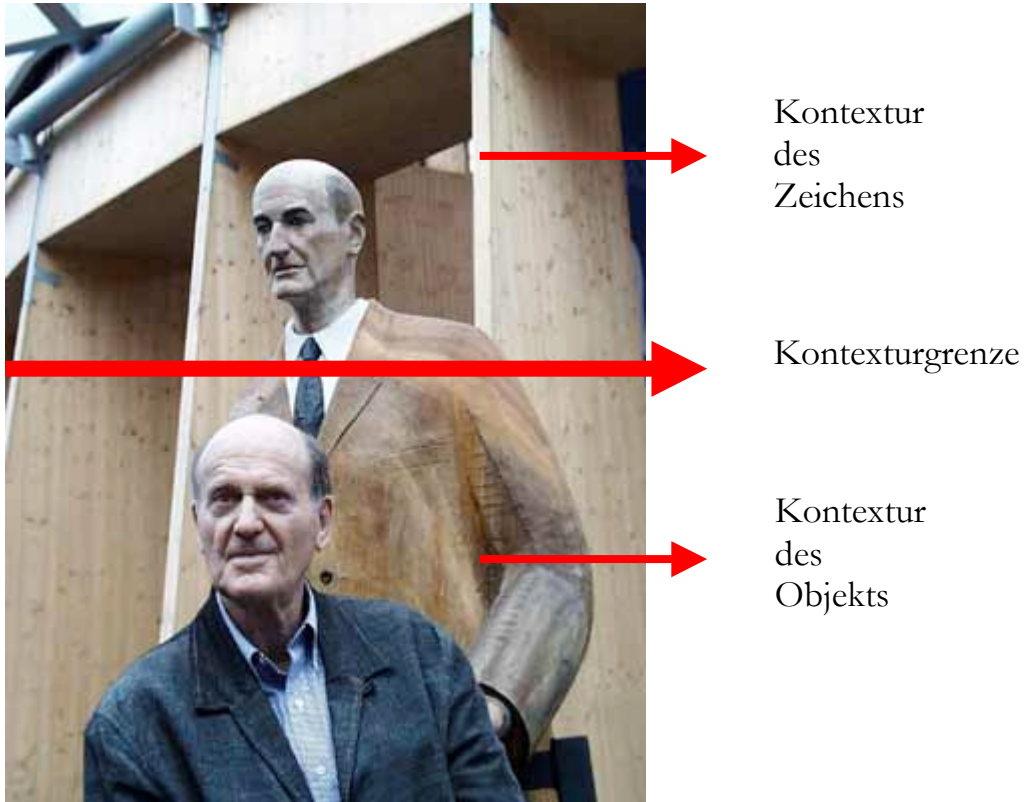 Kontextur
des
Zeichens
Kontexturgrenze
Kontextur
des
Objekts